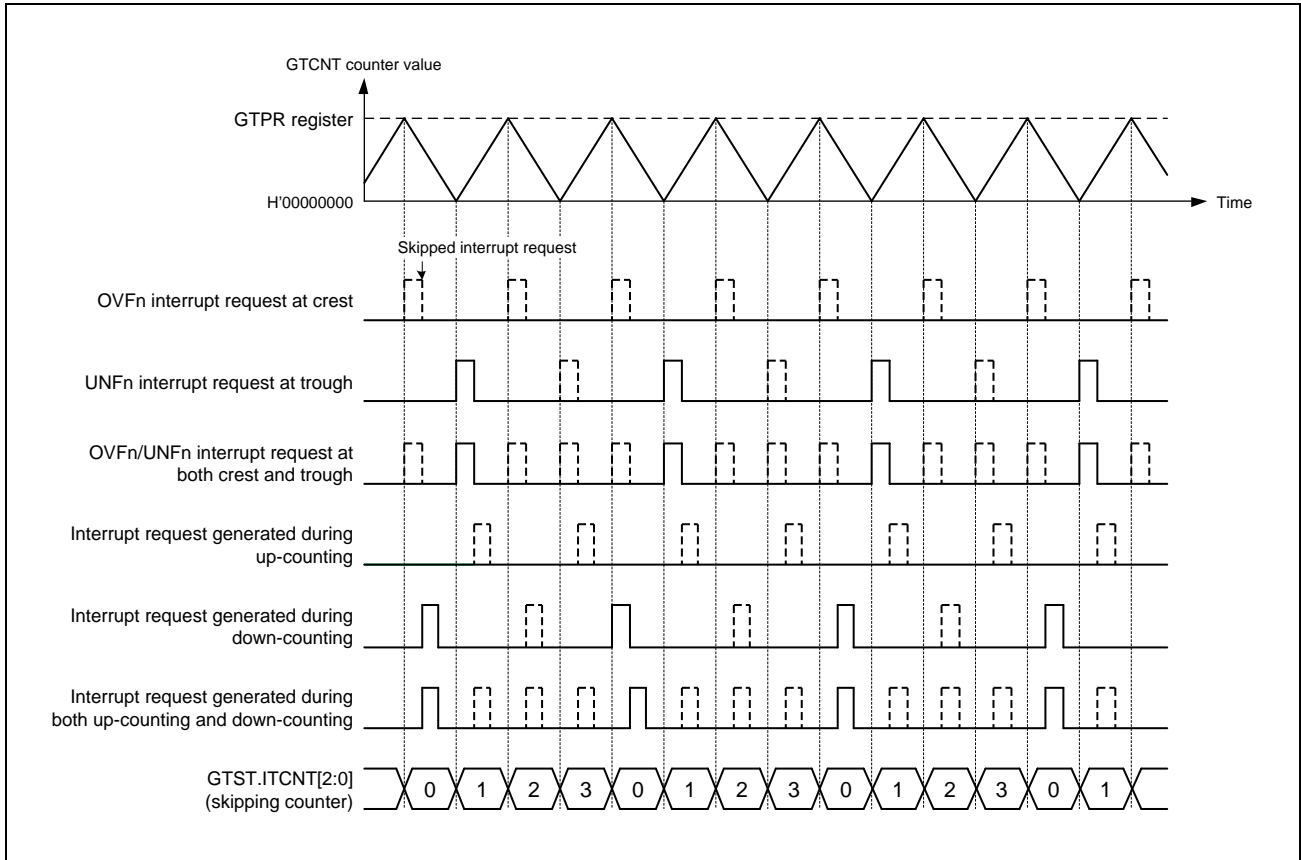 GTCNT counter value
GTPR register
H'00000000
Time
Skipped interrupt request
OVFn interrupt request at crest
UNFn interrupt request at trough
OVFn/UNFn interrupt request at
both crest and trough
Interrupt request generated during
up-counting
Interrupt request generated during
down-counting
Interrupt request generated during
both up-counting and down-counting
GTST.ITCNT[2:0]
(skipping counter)
0 1 2 3 0 1 2 3 0 1 2 3 0 1